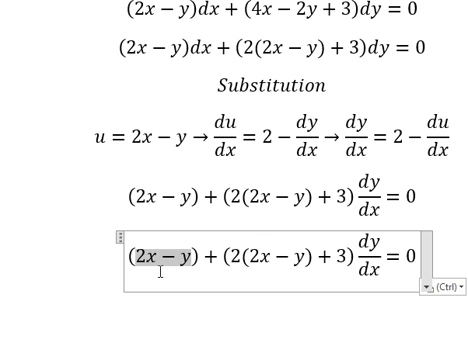 (2x − y)dx + (4x − 2y + 3)dy = 0
(2x − y)dx + (2(2x − y) + 3)dy = 0
Substitution
u = 2x − y → du/dx = 2 − dy/dx → dy/dx = 2 − du/dx
(2x − y) + (2(2x − y) + 3) dy/dx = 0
(2x − y) + (2(2x − y) + 3) dy/dx = 0
(Ctrl)